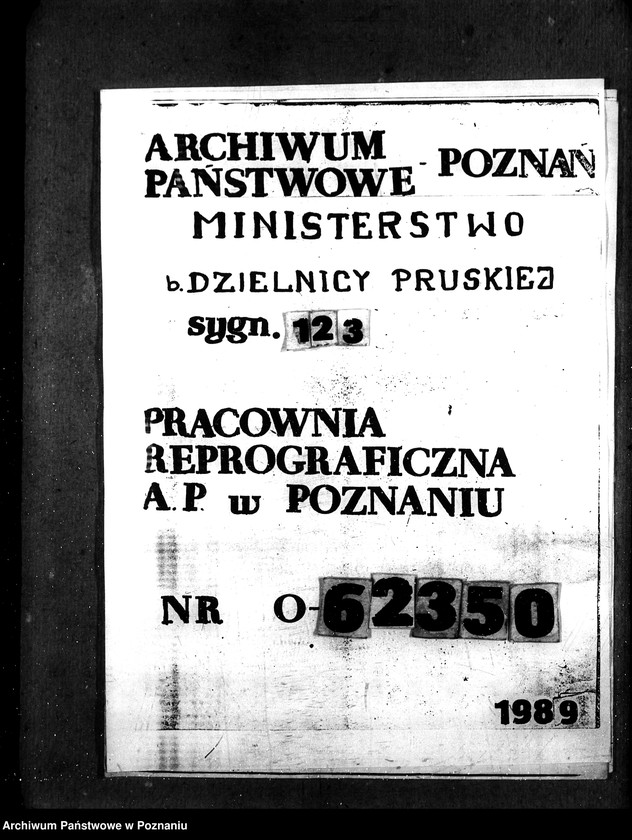 ARCHIWUM
PAŃSTWOWE - POZNAŃ
MINISTERSTWO
b. DZIELNICY PRUSKIEJ
sygn. 123
PRACOWNIA
REPROGRAFICZNA
A.P. w POZNANIU
NR O-62350
1989
Archiwum Państwowe w Poznaniu